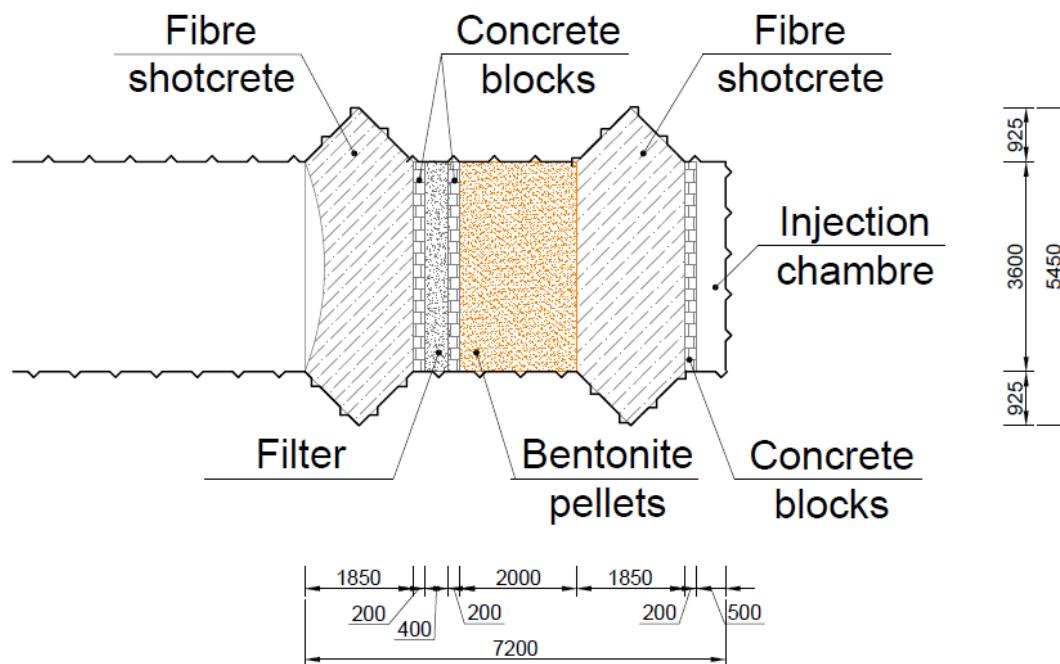 Fibre
shotcrete
Concrete
blocks
Fibre
shotcrete
925
3600
5450
925
Injection
chambre
Filter
Bentonite
pellets
Concrete
blocks
1850
2000
1850
200
400
200
200
500
7200